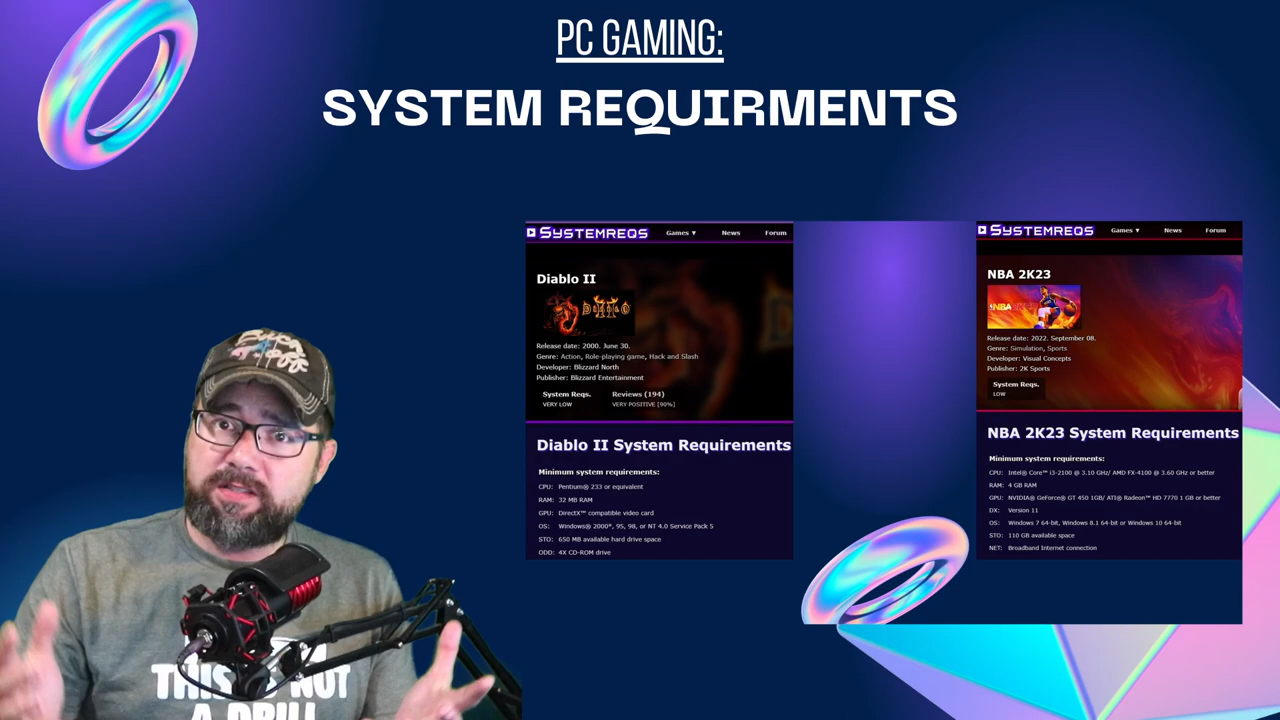 PC GAMING:
SYSTEM REQUIRMENTS
SYSTEMREQS Games ▼ News Forum
Diablo II
DIABLO II
Release date: 2000. June 30.
Genre: Action, Role-playing game, Hack and Slash
Developer: Blizzard North
Publisher: Blizzard Entertainment
System Reqs. Reviews (194)
VERY LOW VERY POSITIVE [90%]
Diablo II System Requirements
Minimum system requirements:
CPU: Pentium® 233 or equivalent
RAM: 32 MB RAM
GPU: DirectX™ compatible video card
OS: Windows® 2000*, 95, 98, or NT 4.0 Service Pack 5
STO: 650 MB available hard drive space
ODD: 4X CD-ROM drive
SYSTEMREQS Games ▼ News Forum
NBA 2K23
NBA 2K23
Release date: 2022. September 08.
Genre: Simulation, Sports
Developer: Visual Concepts
Publisher: 2K Sports
System Reqs.
LOW
NBA 2K23 System Requirements
Minimum system requirements:
CPU: Intel® Core™ i3-2100 @ 3.10 GHz/ AMD FX-4100 @ 3.60 GHz or better
RAM: 4 GB RAM
GPU: NVIDIA® GeForce® GT 450 1GB/ ATI® Radeon™ HD 7770 1 GB or better
DX: Version 11
OS: Windows 7 64-bit, Windows 8.1 64-bit or Windows 10 64-bit
STO: 110 GB available space
NET: Broadband Internet connection
THIS IS NOT
A DRILL